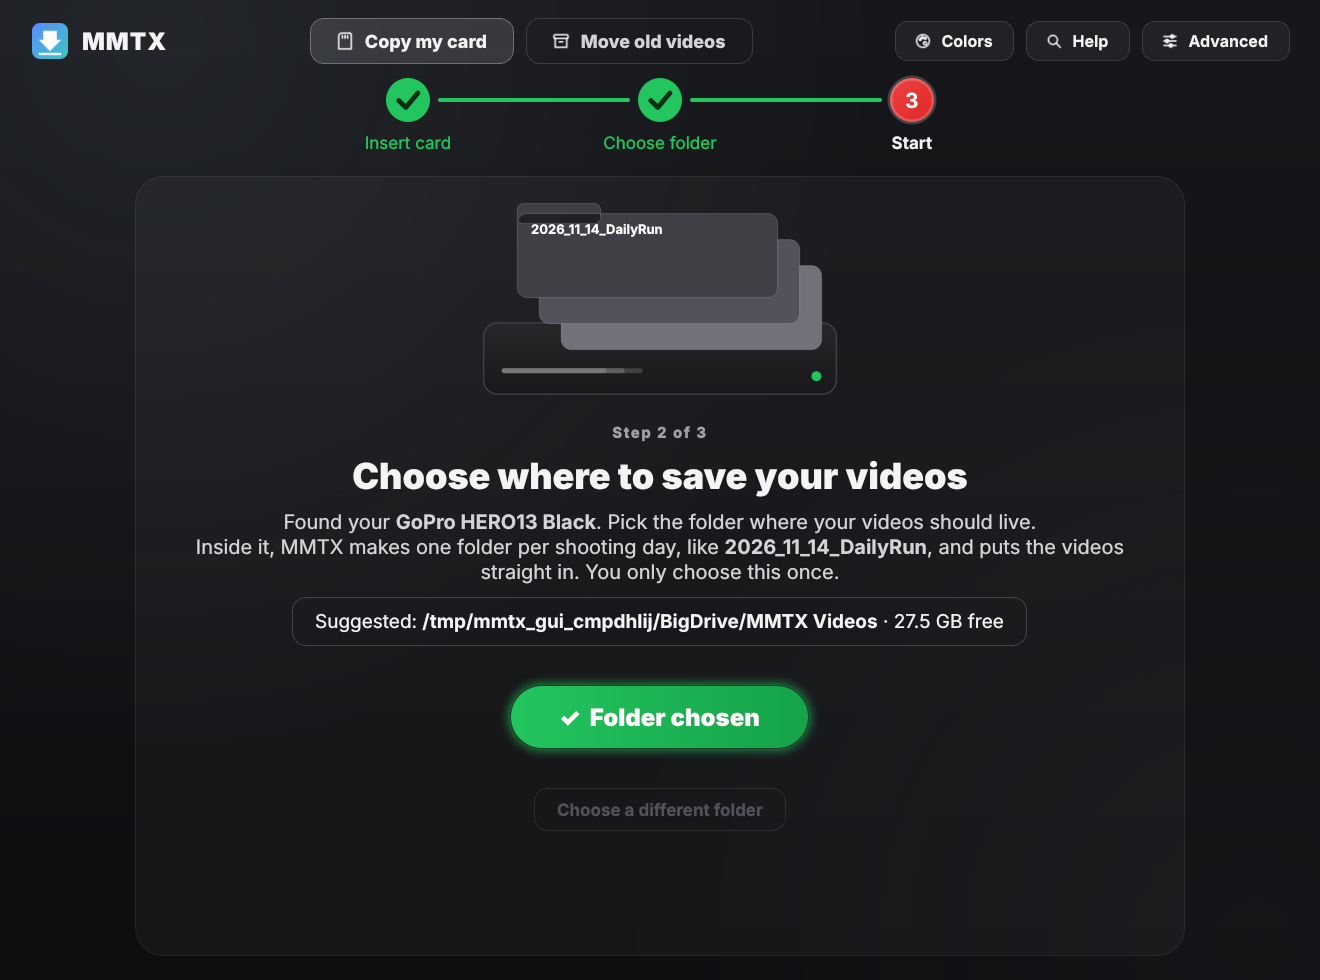 MMTX
Copy my card
Move old videos
Colors
Help
Advanced
3
Insert card
Choose folder
Start
2026_11_14_DailyRun
Step 2 of 3
Choose where to save your videos
Found your GoPro HERO13 Black. Pick the folder where your videos should live.
Inside it, MMTX makes one folder per shooting day, like 2026_11_14_DailyRun, and puts the videos
straight in. You only choose this once.
Suggested: /tmp/mmtx_gui_cmpdhlij/BigDrive/MMTX Videos · 27.5 GB free
Folder chosen
Choose a different folder